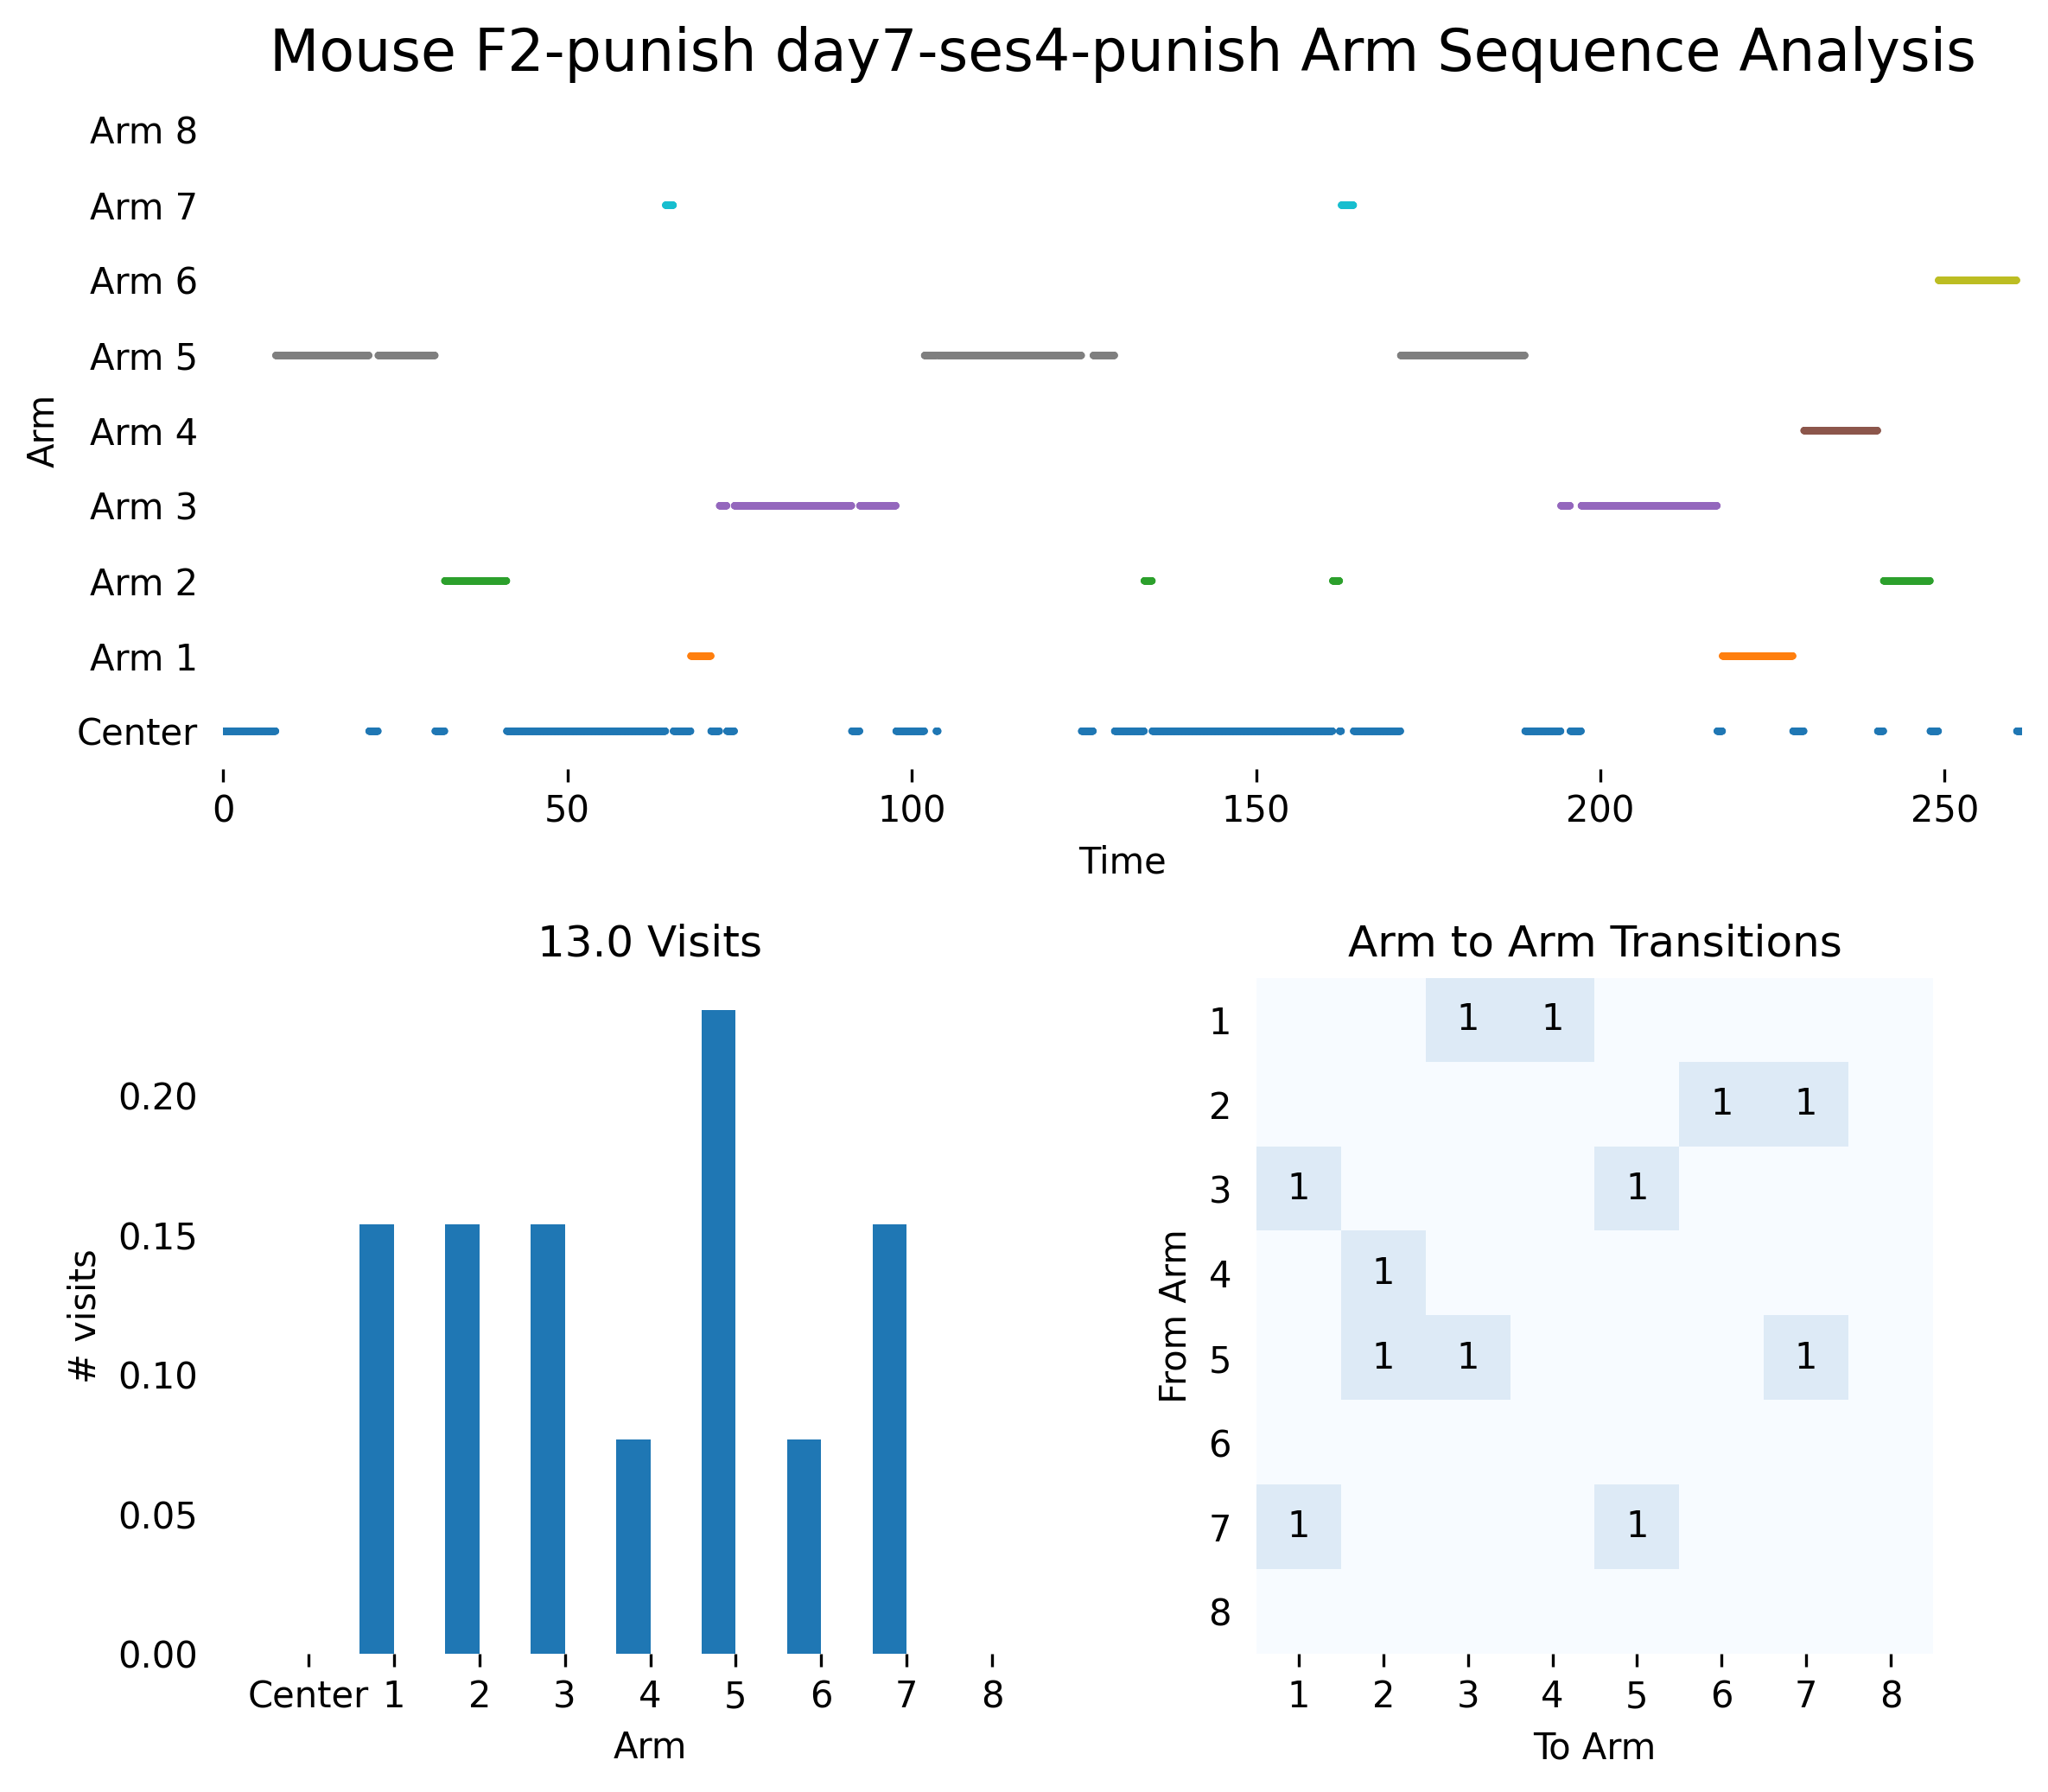 Mouse F2-punish day7-ses4-punish Arm Sequence Analysis
Arm 8
Arm 7
Arm 6
Arm 5
Arm 4
Arm 3
Arm 2
Arm 1
Center
Arm
0 50 100 150 200 250
Time
13.0 Visits
0.20
0.15
0.10
0.05
0.00
# visits
Center 1 2 3 4 5 6 7 8
Arm
Arm to Arm Transitions
1 1 1
2 1 1
3 1 1
4 1
5 1 1 1
6
7 1 1
8
From Arm
1 2 3 4 5 6 7 8
To Arm